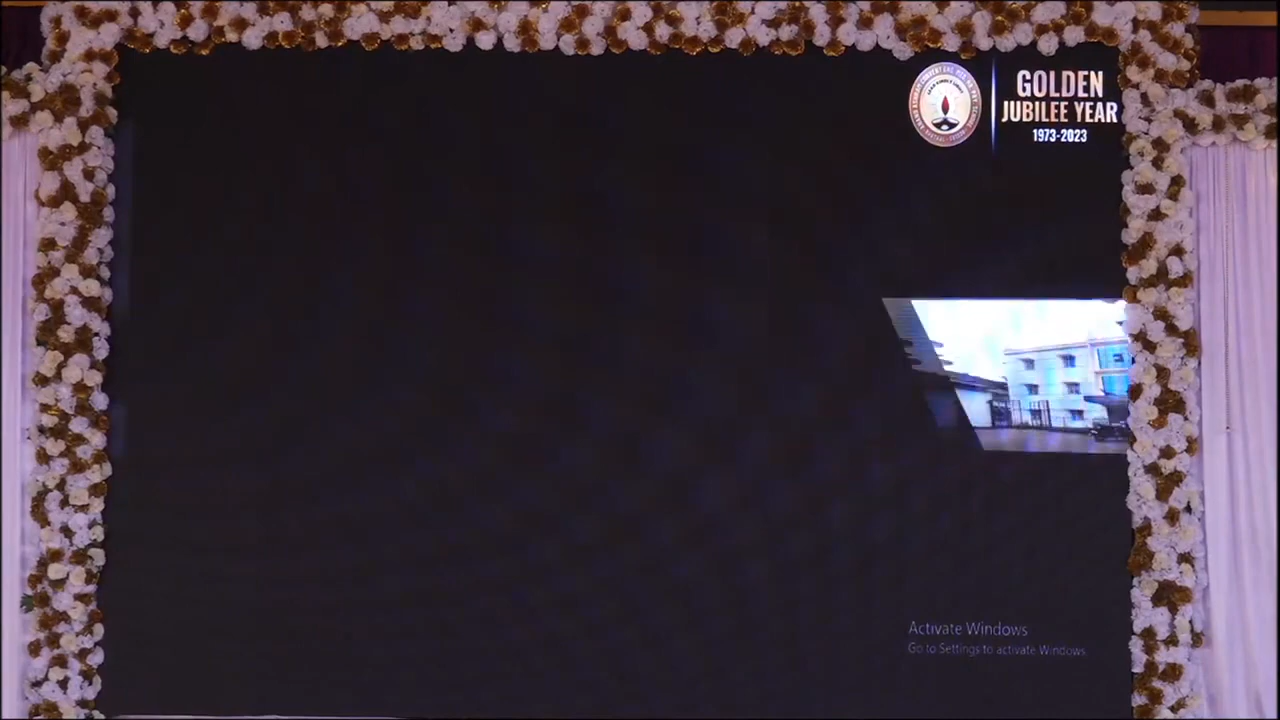 GOLDEN
JUBILEE YEAR
1973-2023
Activate Windows
Go to Settings to activate Windows.